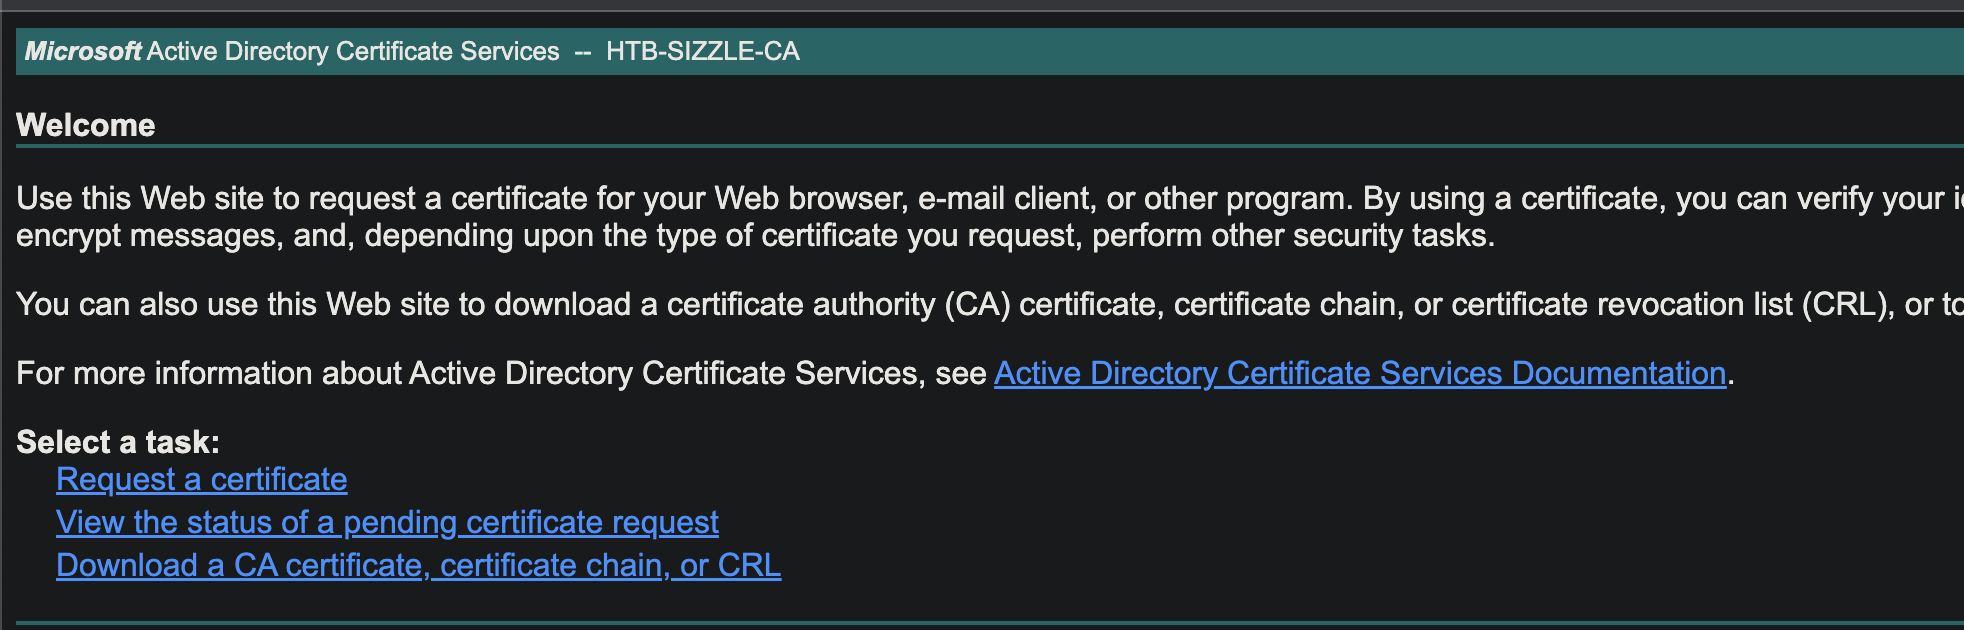 Microsoft Active Directory Certificate Services -- HTB-SIZZLE-CA
Welcome
Use this Web site to request a certificate for your Web browser, e-mail client, or other program. By using a certificate, you can verify your
encrypt messages, and, depending upon the type of certificate you request, perform other security tasks.
You can also use this Web site to download a certificate authority (CA) certificate, certificate chain, or certificate revocation list (CRL), or to
For more information about Active Directory Certificate Services, see Active Directory Certificate Services Documentation.
Select a task:
Request a certificate
View the status of a pending certificate request
Download a CA certificate, certificate chain, or CRL